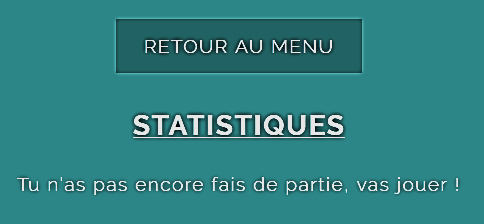 RETOUR AU MENU
STATISTIQUES
Tu n'as pas encore fais de partie, vas jouer !